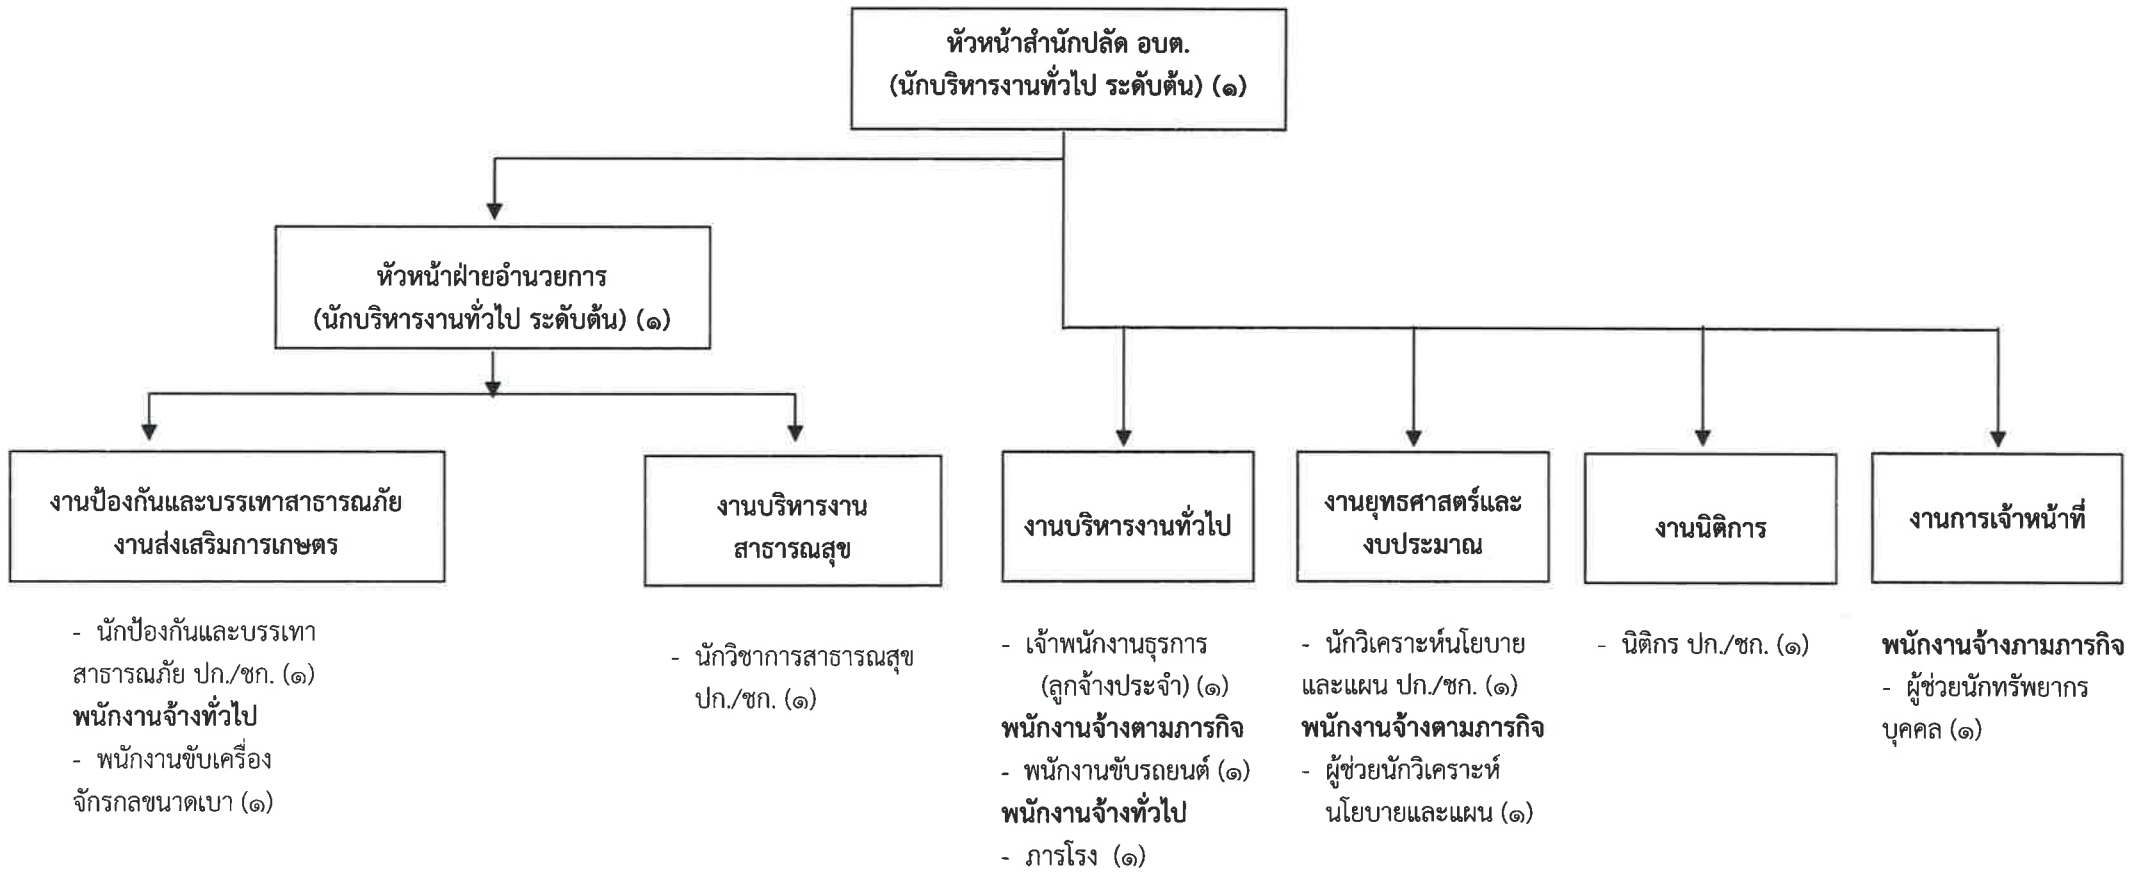 หัวหน้าสำนักปลัด อบต.
(นักบริหารงานทั่วไป ระดับต้น) (๑)
หัวหน้าฝ่ายอำนวยการ
(นักบริหารงานทั่วไป ระดับต้น) (๑)
งานป้องกันและบรรเทาสาธารณภัย
งานส่งเสริมการเกษตร
- นักป้องกันและบรรเทา
สาธารณภัย ปก./ชก. (๑)
พนักงานจ้างทั่วไป
- พนักงานขับเครื่อง
จักรกลขนาดเบา (๑)
งานบริหารงาน
สาธารณสุข
- นักวิชาการสาธารณสุข
ปก./ชก. (๑)
งานบริหารงานทั่วไป
- เจ้าพนักงานธุรการ
(ลูกจ้างประจำ) (๑)
พนักงานจ้างตามภารกิจ
- พนักงานขับรถยนต์ (๑)
พนักงานจ้างทั่วไป
- ภารโรง (๑)
งานยุทธศาสตร์และ
งบประมาณ
- นักวิเคราะห์นโยบาย
และแผน ปก./ชก. (๑)
พนักงานจ้างตามภารกิจ
- ผู้ช่วยนักวิเคราะห์
นโยบายและแผน (๑)
งานนิติการ
- นิติกร ปก./ชก. (๑)
งานการเจ้าหน้าที่
พนักงานจ้างภามภารกิจ
- ผู้ช่วยนักทรัพยากร
บุคคล (๑)